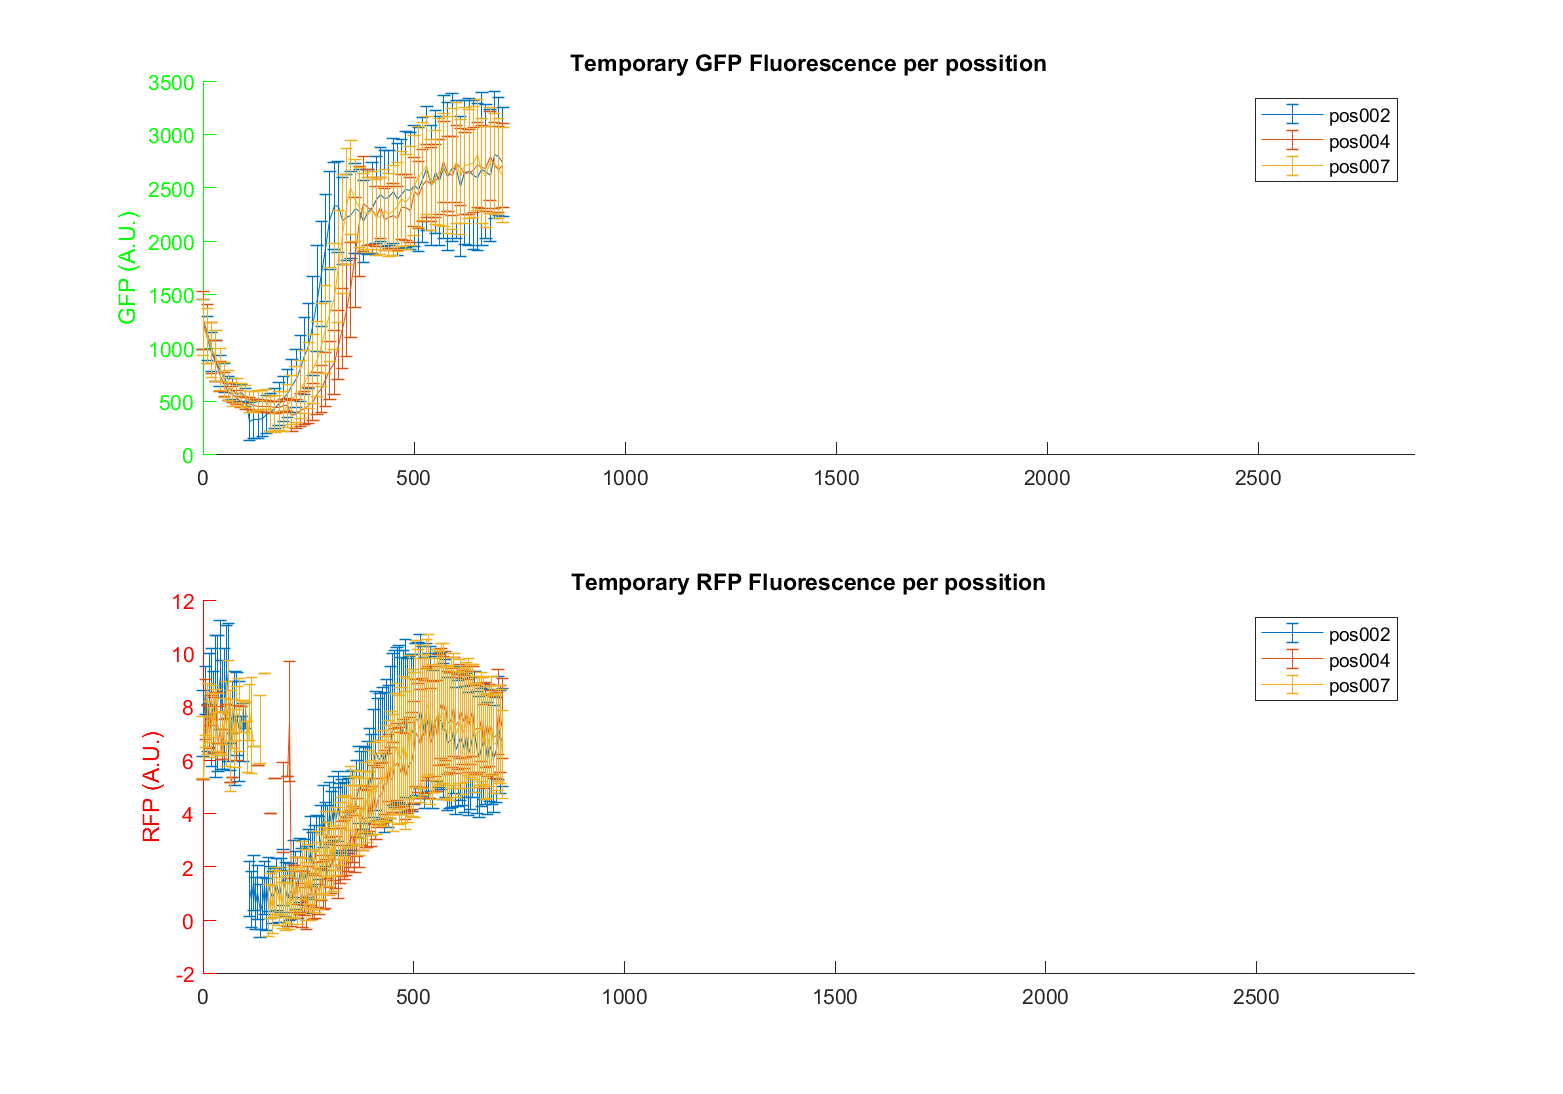 Temporary GFP Fluorescence per possition
GFP (A.U.)
3500
3000
2500
2000
1500
1000
500
0
0 500 1000 1500 2000 2500
pos002
pos004
pos007
Temporary RFP Fluorescence per possition
RFP (A.U.)
12
10
8
6
4
2
0
-2
0 500 1000 1500 2000 2500
pos002
pos004
pos007